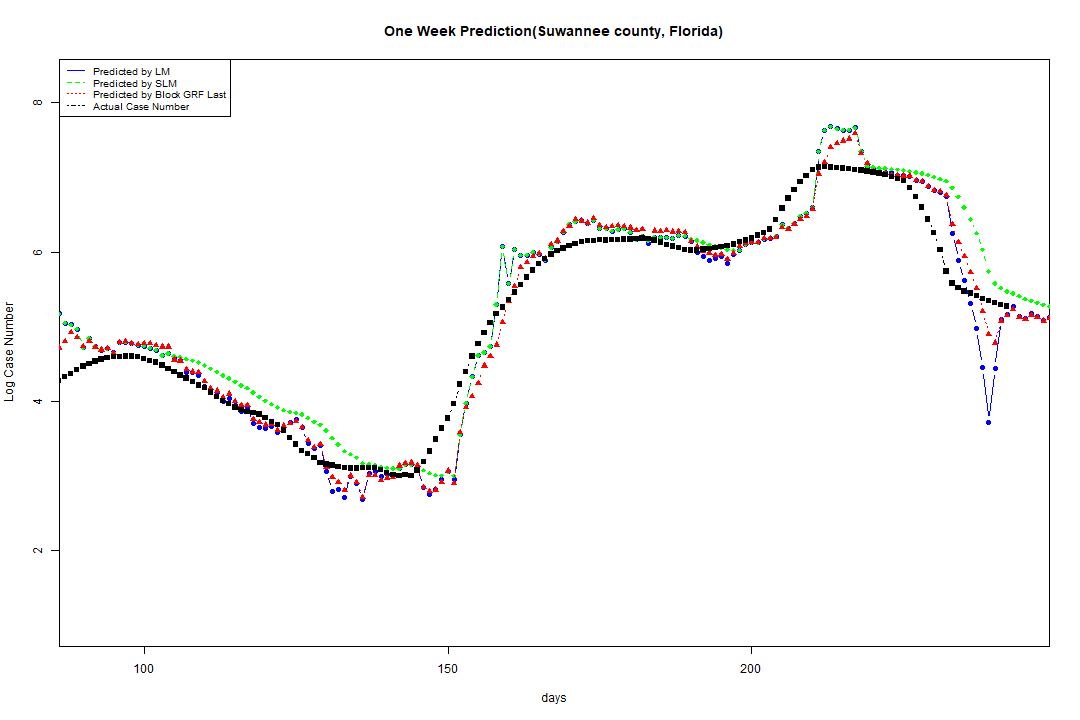 One Week Prediction(Suwannee county, Florida)
Predicted by LM
Predicted by SLM
Predicted by Block GRF Last
Actual Case Number
8
6
4
2
Log Case Number
100 150 200
days